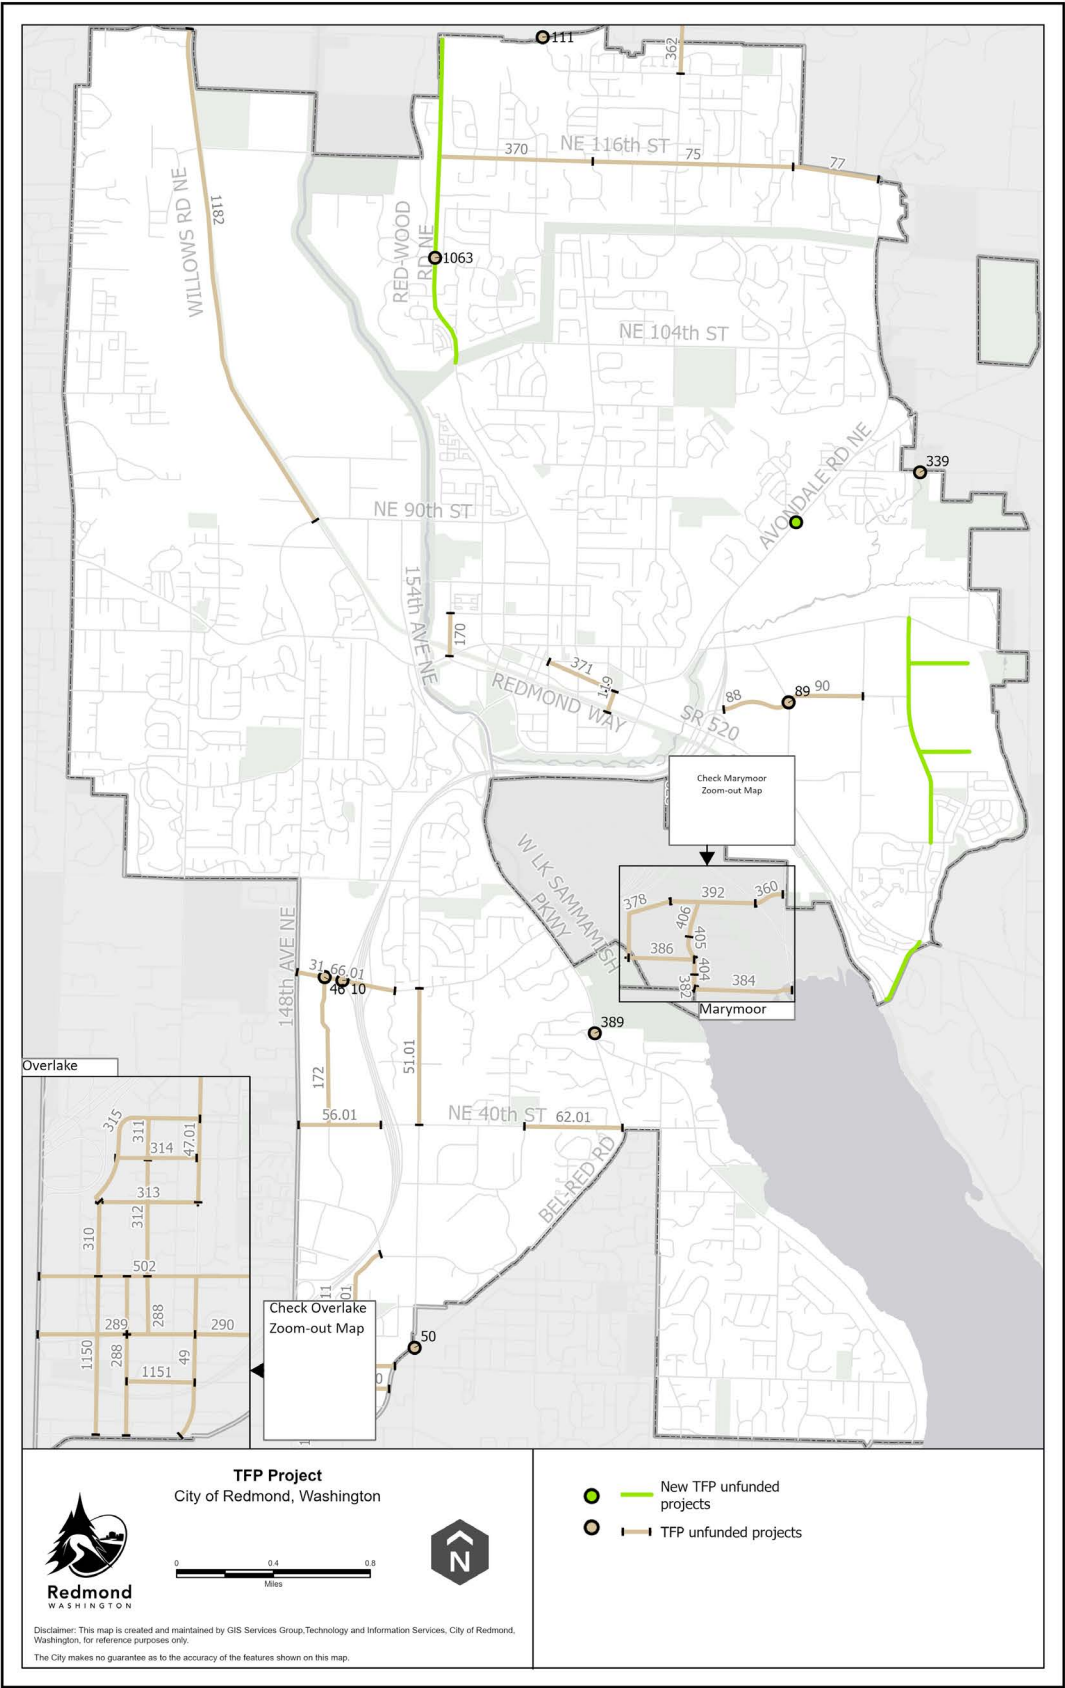 111
362
NE 116th ST
370
75
77
WILLOWS RD NE
1182
RED-WOOD
RD NE
1063
NE 104th ST
339
AVONDALE RD NE
NE 90th ST
154th AVE NE
170
371
119
REDMOND WAY
SR 520
88
89
90
Check Marymoor
Zoom-out Map
W LK SAMMAMISH
PKWY
378
392
360
406
405
386
404
382
384
Marymoor
148th AVE NE
31
66.01
46
10
389
172
51.01
56.01
NE 40th ST
62.01
BEL-RED RD
Overlake
315
311
314
47.01
313
312
310
502
289
288
290
1150
288
49
1151
11
01
Check Overlake
Zoom-out Map
50
0
1
TFP Project
City of Redmond, Washington
Redmond
WASHINGTON
0 0.4 0.8
Miles
N
New TFP unfunded
projects
TFP unfunded projects
Disclaimer: This map is created and maintained by GIS Services Group,Technology and Information Services, City of Redmond,
Washington, for reference purposes only.
The City makes no guarantee as to the accuracy of the features shown on this map.